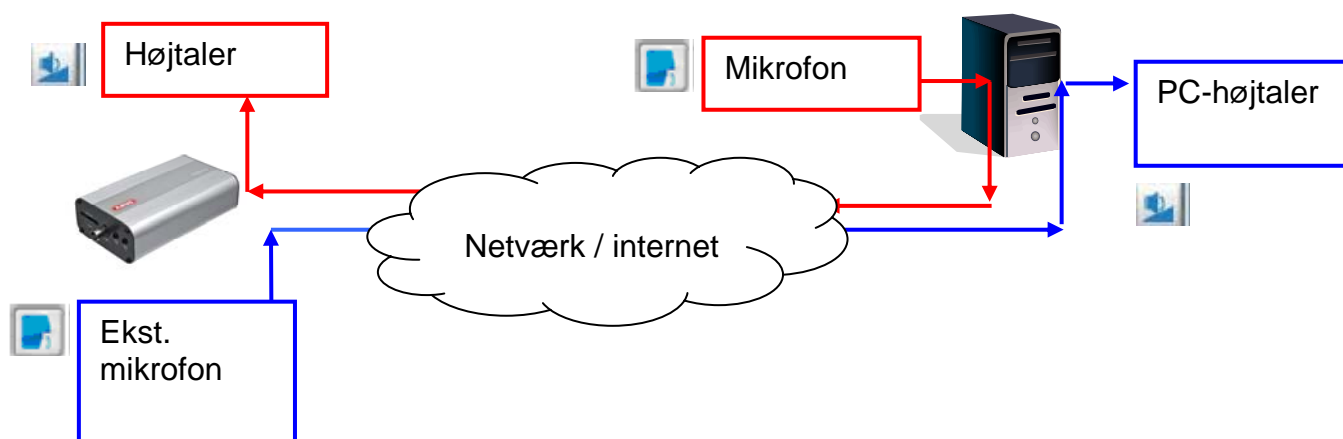 Højtaler
Mikrofon
PC-højtaler
Netværk / internet
Ekst.
mikrofon